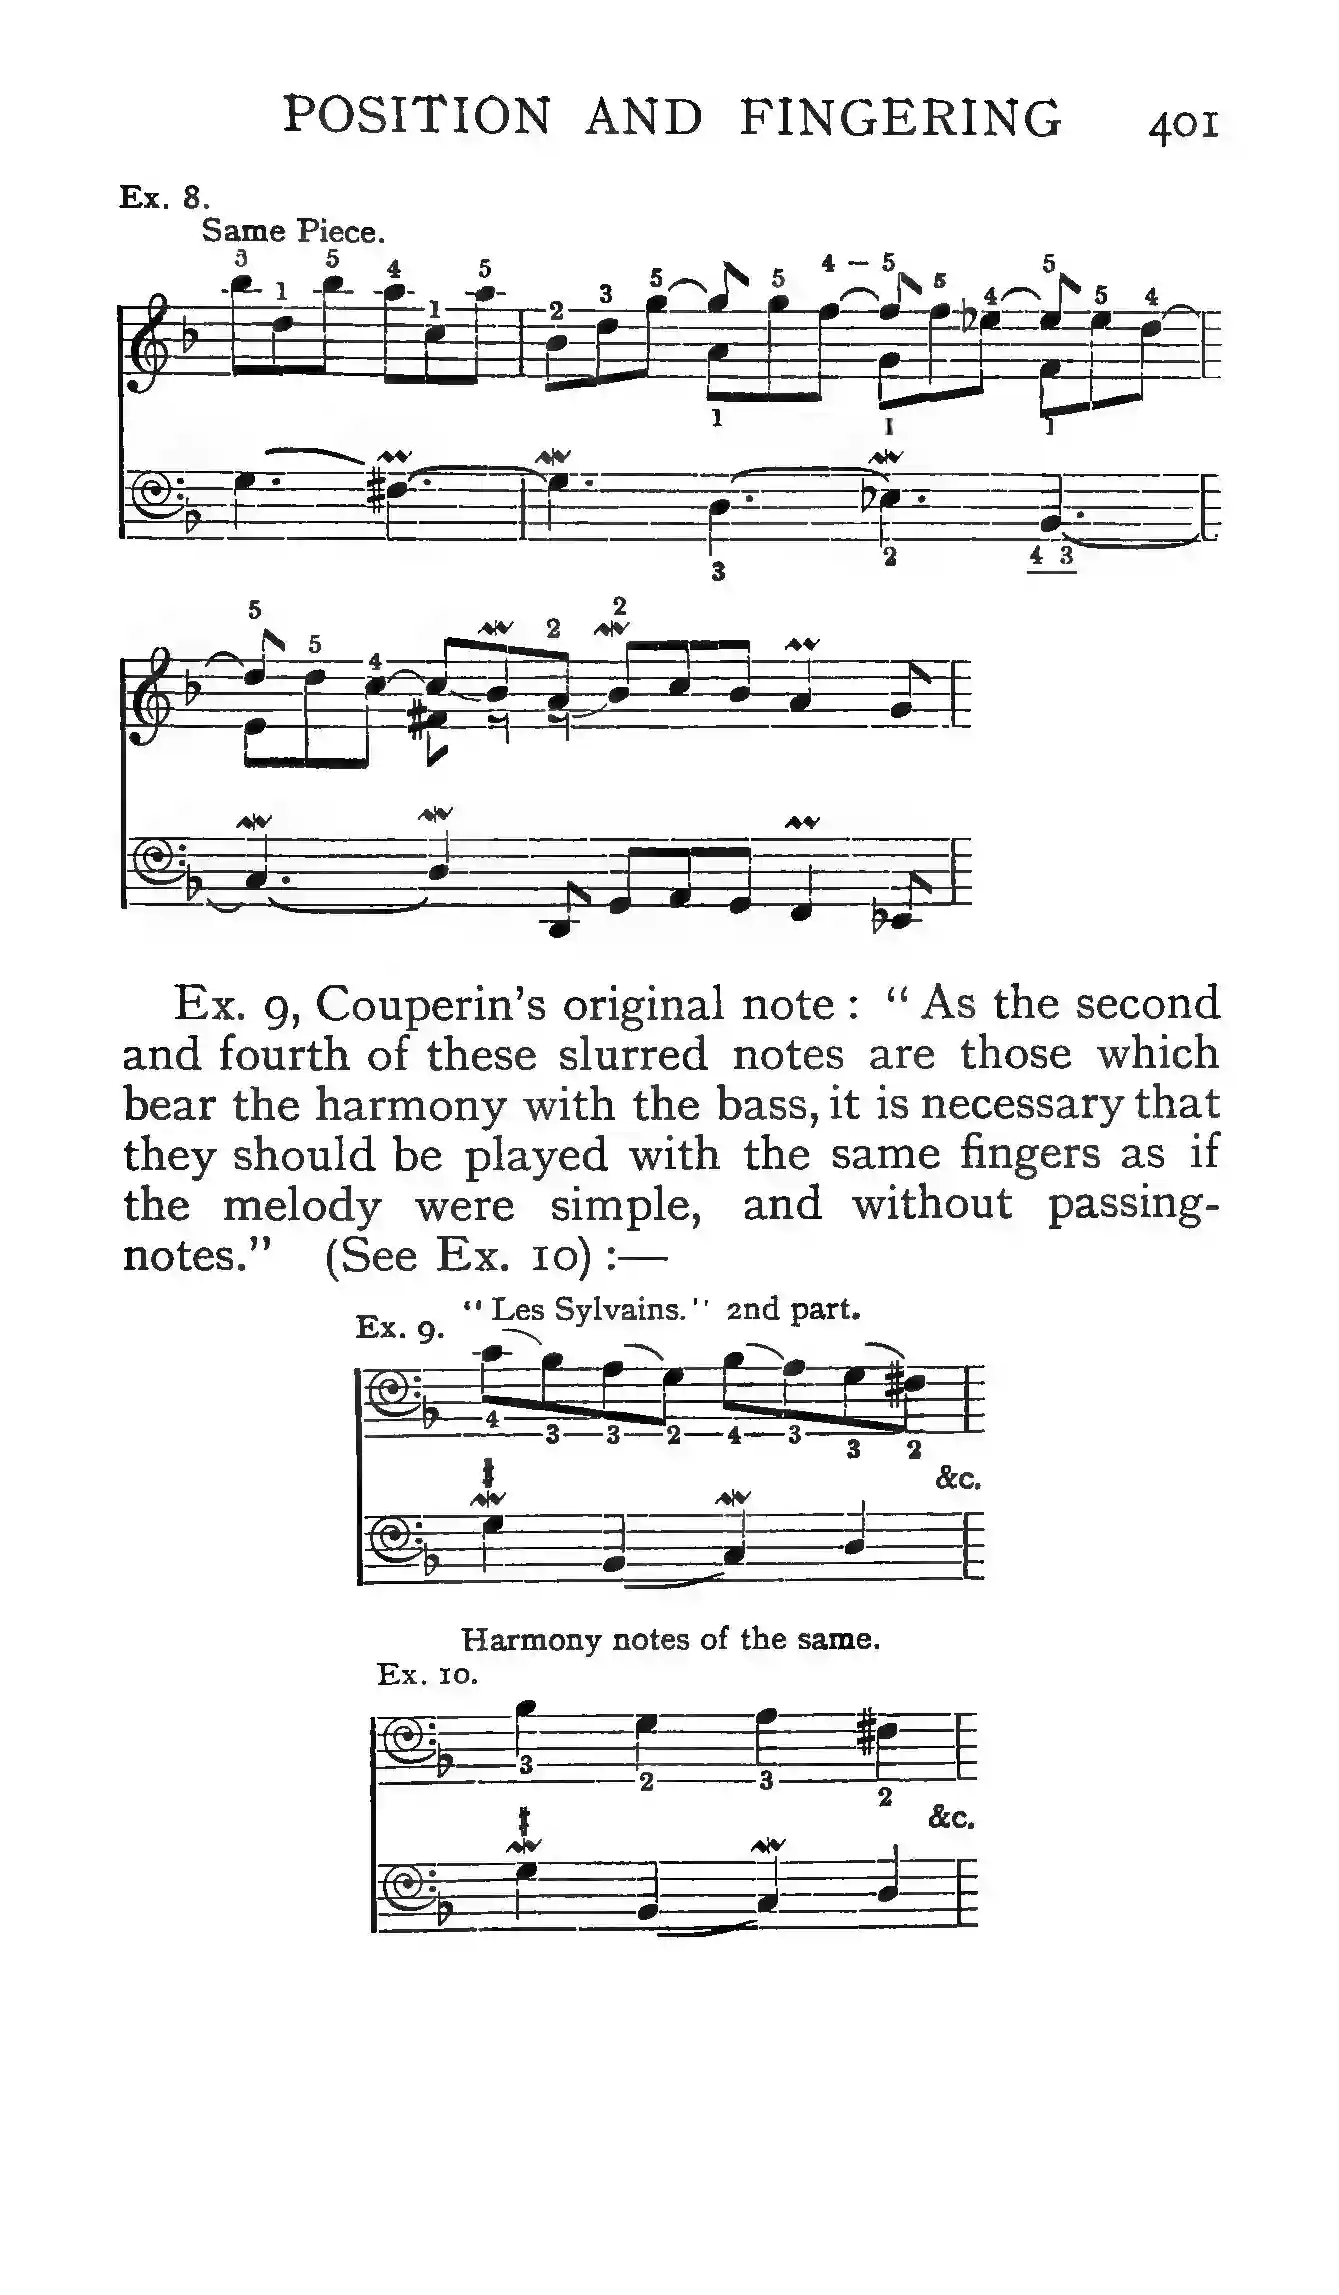 POSITION AND FINGERING 401
Ex. 8.
Same Piece.
3 1 5 4 1 5 2 3 5 5 4 – 5 5 4 5 5 4
1 1 1
3 2 4 3
5 5 4 2 2
Ex. 9, Couperin's original note : “ As the second
and fourth of these slurred notes are those which
bear the harmony with the bass, it is necessary that
they should be played with the same fingers as if
the melody were simple, and without passing-
notes.” (See Ex. 10) :—
“ Les Sylvains.” 2nd part.
Ex. 9.
4 3 3 2 4 3 3 2
&c.
Harmony notes of the same.
Ex. 10.
3 2 3 2
&c.